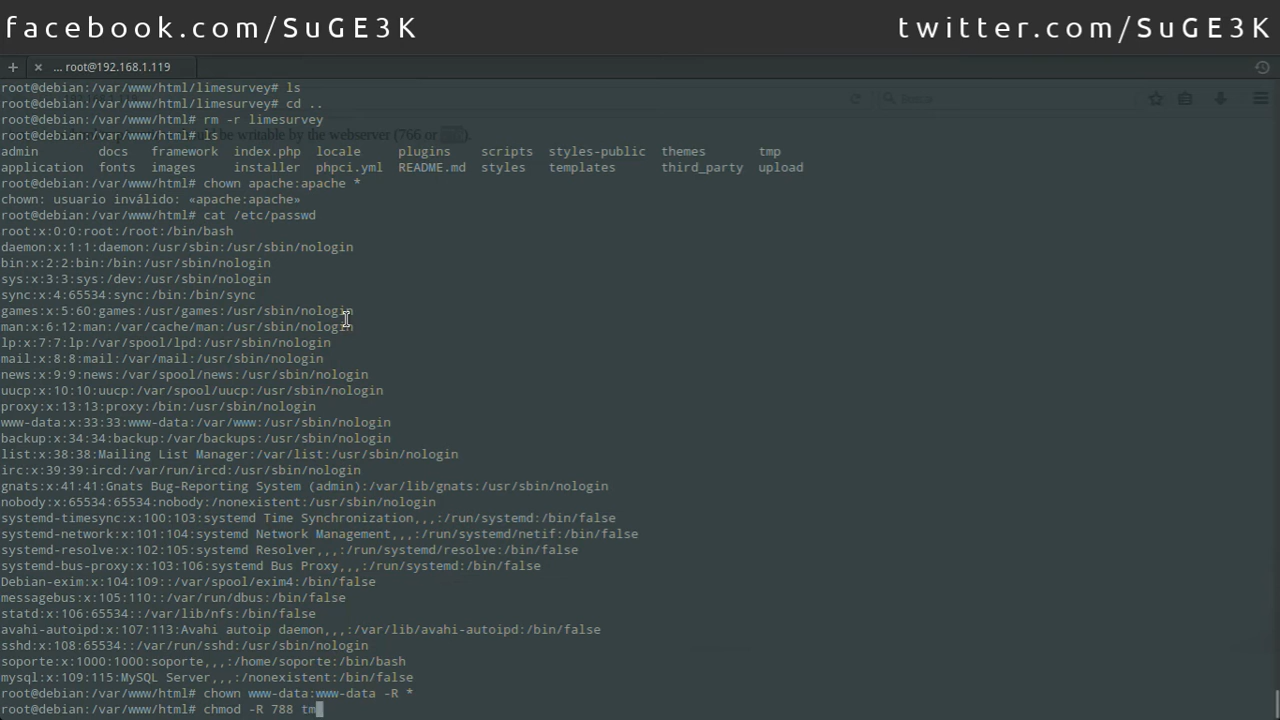 facebook.com/SuGE3K twitter.com/SuGE3K
+ × ... root@192.168.1.119
root@debian:/var/www/html/limesurvey# ls
root@debian:/var/www/html/limesurvey# cd ..
Busca
root@debian:/var/www/html# rm -r limesurvey
root@debian:/var/www/html# ls
be writable by the webserver (766 or
admin docs framework index.php locale plugins scripts styles-public themes tmp
application fonts images installer phpci.yml README.md styles templates third_party upload
root@debian:/var/www/html# chown apache:apache *
chown: usuario inválido: «apache:apache»
root@debian:/var/www/html# cat /etc/passwd
root:x:0:0:root:/root:/bin/bash
daemon:x:1:1:daemon:/usr/sbin:/usr/sbin/nologin
bin:x:2:2:bin:/bin:/usr/sbin/nologin
sys:x:3:3:sys:/dev:/usr/sbin/nologin
sync:x:4:65534:sync:/bin:/bin/sync
games:x:5:60:games:/usr/games:/usr/sbin/nologin
man:x:6:12:man:/var/cache/man:/usr/sbin/nologin
lp:x:7:7:lp:/var/spool/lpd:/usr/sbin/nologin
mail:x:8:8:mail:/var/mail:/usr/sbin/nologin
news:x:9:9:news:/var/spool/news:/usr/sbin/nologin
uucp:x:10:10:uucp:/var/spool/uucp:/usr/sbin/nologin
proxy:x:13:13:proxy:/bin:/usr/sbin/nologin
www-data:x:33:33:www-data:/var/www:/usr/sbin/nologin
backup:x:34:34:backup:/var/backups:/usr/sbin/nologin
list:x:38:38:Mailing List Manager:/var/list:/usr/sbin/nologin
irc:x:39:39:ircd:/var/run/ircd:/usr/sbin/nologin
gnats:x:41:41:Gnats Bug-Reporting System (admin):/var/lib/gnats:/usr/sbin/nologin
nobody:x:65534:65534:nobody:/nonexistent:/usr/sbin/nologin
systemd-timesync:x:100:103:systemd Time Synchronization,,,:/run/systemd:/bin/false
systemd-network:x:101:104:systemd Network Management,,,:/run/systemd/netif:/bin/false
systemd-resolve:x:102:105:systemd Resolver,,,:/run/systemd/resolve:/bin/false
systemd-bus-proxy:x:103:106:systemd Bus Proxy,,,:/run/systemd:/bin/false
Debian-exim:x:104:109::/var/spool/exim4:/bin/false
messagebus:x:105:110::/var/run/dbus:/bin/false
statd:x:106:65534::/var/lib/nfs:/bin/false
avahi-autoipd:x:107:113:Avahi autoip daemon,,,:/var/lib/avahi-autoipd:/bin/false
sshd:x:108:65534::/var/run/sshd:/usr/sbin/nologin
soporte:x:1000:1000:soporte,,,:/home/soporte:/bin/bash
mysql:x:109:115:MySQL Server,,,:/nonexistent:/bin/false
root@debian:/var/www/html# chown www-data:www-data -R *
root@debian:/var/www/html# chmod -R 788 tm